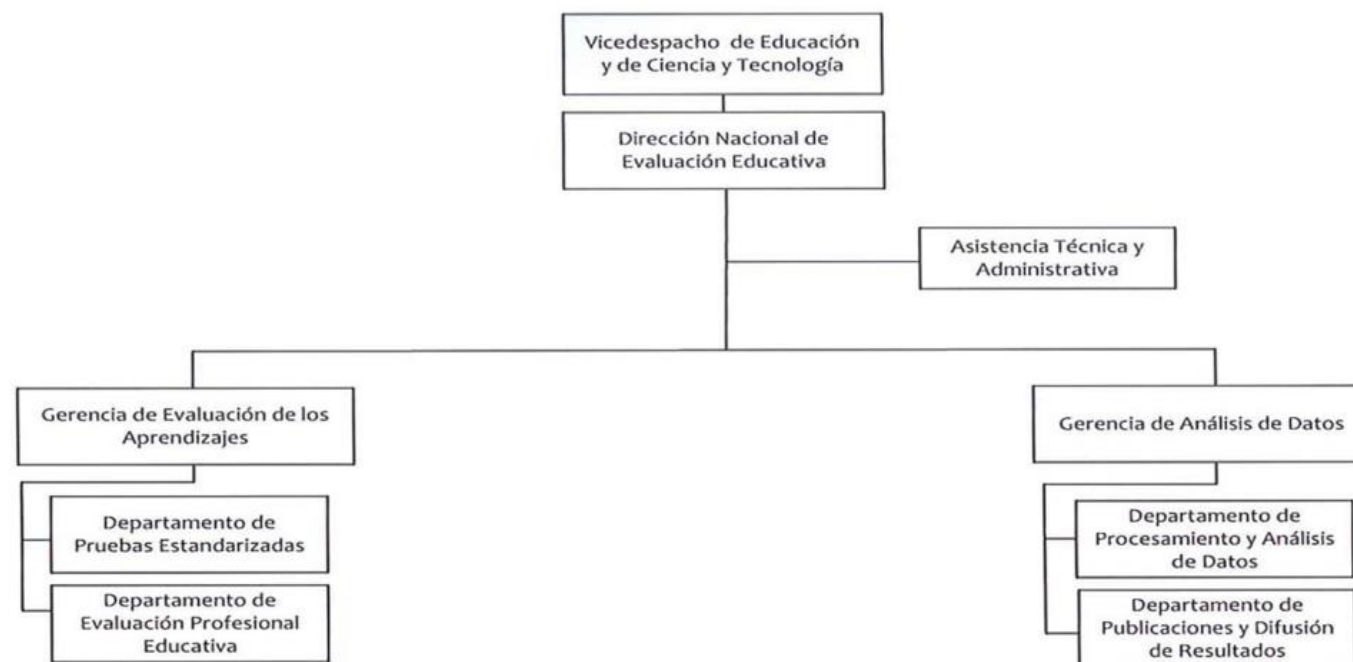 Vicedespacho de Educación
y de Ciencia y Tecnología
Dirección Nacional de
Evaluación Educativa
Asistencia Técnica y
Administrativa
Gerencia de Evaluación de los
Aprendizajes
Gerencia de Análisis de Datos
Departamento de
Pruebas Estandarizadas
Departamento de
Evaluación Profesional
Educativa
Departamento de
Procesamiento y Análisis
de Datos
Departamento de
Publicaciones y Difusión
de Resultados